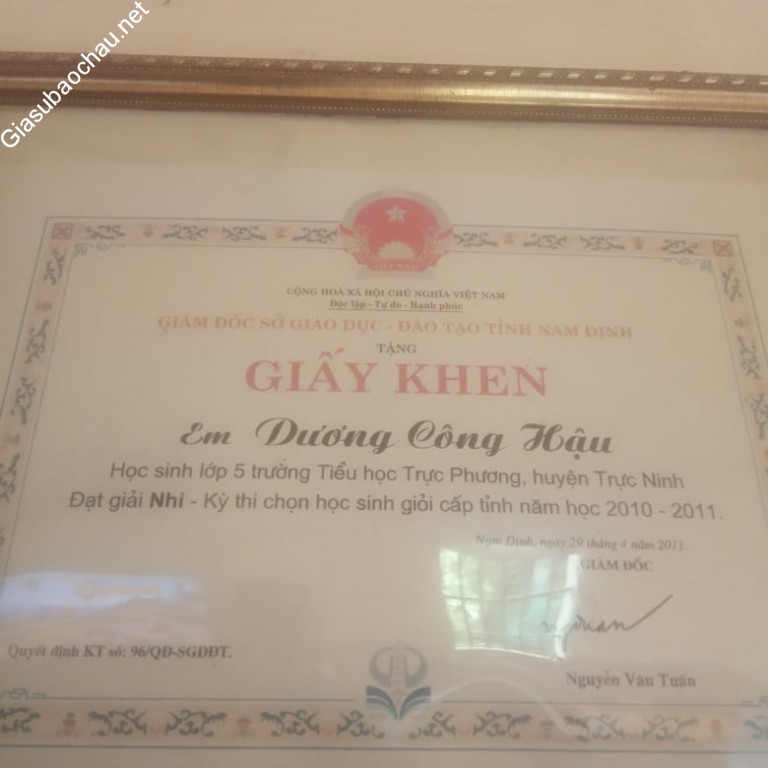 Giasubaochau.net
VIỆT NAM
CỘNG HOÀ XÃ HỘI CHỦ NGHĨA VIỆT NAM
Độc lập - Tự do - Hạnh phúc
GIÁM ĐỐC SỞ GIÁO DỤC - ĐÀO TẠO TỈNH NAM ĐỊNH
TẶNG
GIẤY KHEN
Em Dương Công Hậu
Học sinh lớp 5 trường Tiểu học Trực Phương, huyện Trực Ninh
Đạt giải Nhì - Kỳ thi chọn học sinh giỏi cấp tỉnh năm học 2010 - 2011.
Nam Định, ngày 29 tháng 4 năm 2011.
GIÁM ĐỐC
Quyết định KT số: 96/QĐ-SGDĐT.
Nguyễn Văn Tuấn